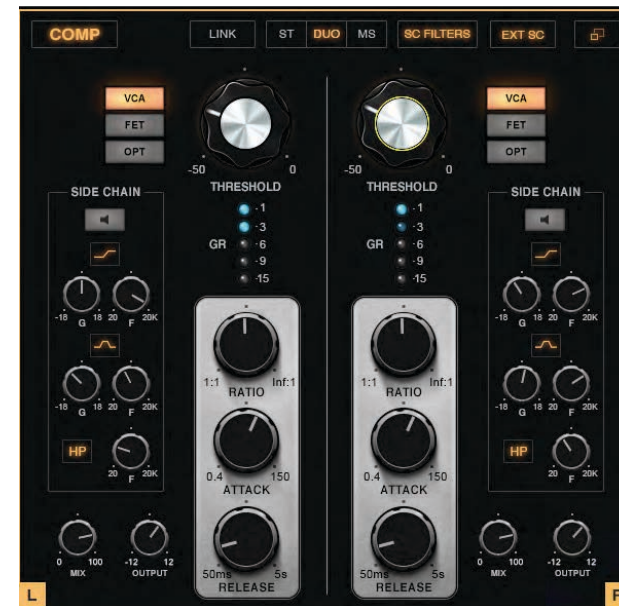 COMP LINK ST DUO MS SC FILTERS EXT SC
VCA
FET
OPT
-50 0
THRESHOLD
SIDE CHAIN
GR
·1
·3
·6
·9
·15
-18 G 18 20 F 20K
-18 G 18 20 F 20K
HP
20 F 20K
1:1 Inf:1
RATIO
0.4 150
ATTACK
50ms 5s
RELEASE
0 100
MIX
-12 12
OUTPUT
L
VCA
FET
OPT
-50 0
THRESHOLD
SIDE CHAIN
GR
·1
·3
·6
·9
·15
-18 G 18 20 F 20K
-18 G 18 20 F 20K
HP
20 F 20K
1:1 Inf:1
RATIO
0.4 150
ATTACK
50ms 5s
RELEASE
0 100
MIX
-12 12
OUTPUT